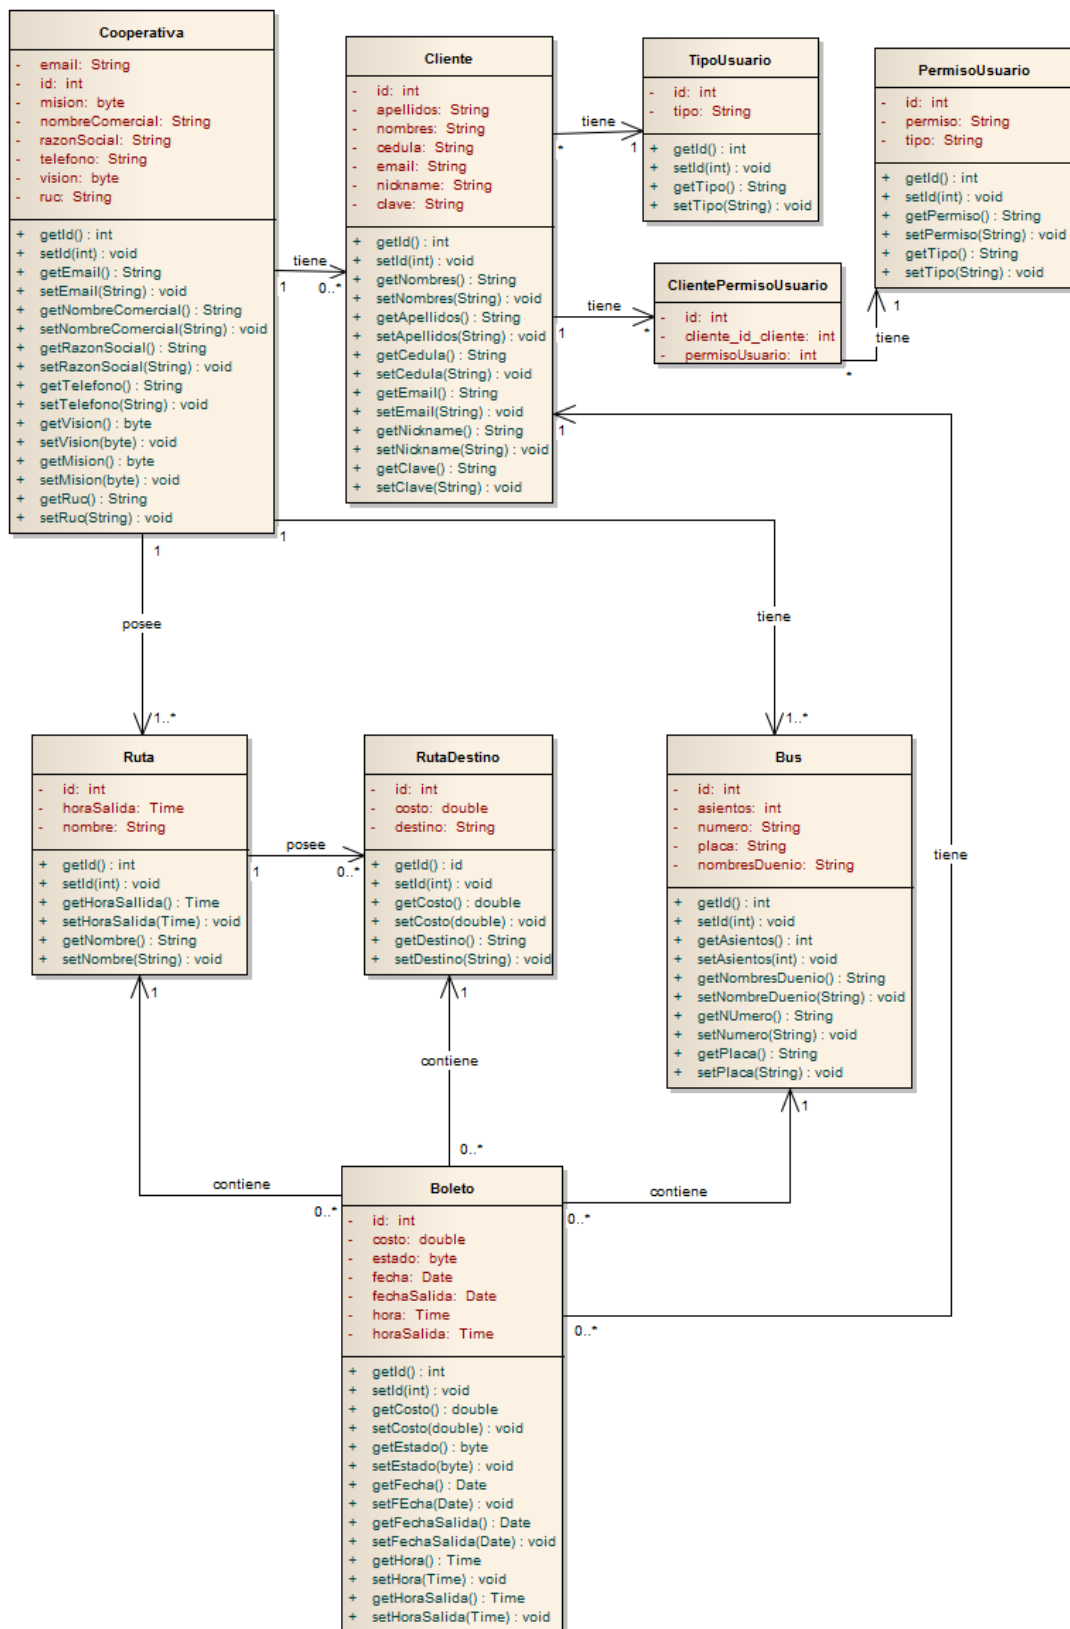 Cooperativa
- email: String
- id: int
- mision: byte
- nombreComercial: String
- razonSocial: String
- telefono: String
- vision: byte
- ruc: String
+ getId() : int
+ setId(int) : void
+ getEmail() : String
+ setEmail(String) : void
+ getNombreComercial() : String
+ setNombreComercial(String) : void
+ getRazonSocial() : String
+ setRazonSocial(String) : void
+ getTelefono() : String
+ setTelefono(String) : void
+ getVision() : byte
+ setVision(byte) : void
+ getMision() : byte
+ setMision(byte) : void
+ getRuc() : String
+ setRuc(String) : void
tiene
1
0..*
Cliente
- id: int
- apellidos: String
- nombres: String
- cedula: String
- email: String
- nickname: String
- clave: String
+ getId() : int
+ setId(int) : void
+ getNombres() : String
+ setNombres(String) : void
+ getApellidos() : String
+ setApellidos(String) : void
+ getCedula() : String
+ setCedula(String) : void
+ getEmail() : String
+ setEmail(String) : void
+ getNickname() : String
+ setNickname(String) : void
+ getClave() : String
+ setClave(String) : void
tiene
*
1
TipoUsuario
- id: int
- tipo: String
+ getId() : int
+ setId(int) : void
+ getTipo() : String
+ setTipo(String) : void
PermisoUsuario
- id: int
- permiso: String
- tipo: String
+ getId() : int
+ setId(int) : void
+ getPermiso() : String
+ setPermiso(String) : void
+ getTipo() : String
+ setTipo(String) : void
tiene
1
*
ClientePermisoUsuario
- id: int
- cliente_id_cliente: int
- permisoUsuario: int
1
tiene
*
1
1
1
posee
1..*
tiene
1..*
tiene
Ruta
- id: int
- horaSalida: Time
- nombre: String
+ getId() : int
+ setId(int) : void
+ getHoraSallida() : Time
+ setHoraSallida(Time) : void
+ getNombre() : String
+ setNombre(String) : void
posee
1
0..*
RutaDestino
- id: int
- costo: double
- destino: String
+ getId() : id
+ setId(int) : void
+ getCosto() : double
+ setCosto(double) : void
+ getDestino() : String
+ setDestino(String) : void
Bus
- id: int
- asientos: int
- numero: String
- placa: String
- nombresDuenio: String
+ getId() : int
+ setId(int) : void
+ getAsientos() : int
+ setAsientos(int) : void
+ getNombresDuenio() : String
+ setNombreDuenio(String) : void
+ getNUmero() : String
+ setNumero(String) : void
+ getPlaca() : String
+ setPlaca(String) : void
1
1
1
contiene
0..*
contiene
0..*
contiene
0..*
0..*
Boleto
- id: int
- costo: double
- estado: byte
- fecha: Date
- fechaSalida: Date
- hora: Time
- horaSalida: Time
+ getId() : int
+ setId(int) : void
+ getCosto() : double
+ setCosto(double) : void
+ getEstado() : byte
+ setEstado(byte) : void
+ getFecha() : Date
+ setFEcha(Date) : void
+ getFechaSalida() : Date
+ setFechaSalida(Date) : void
+ getHora() : Time
+ setHora(Time) : void
+ getHoraSalida() : Time
+ setHoraSalida(Time) : void